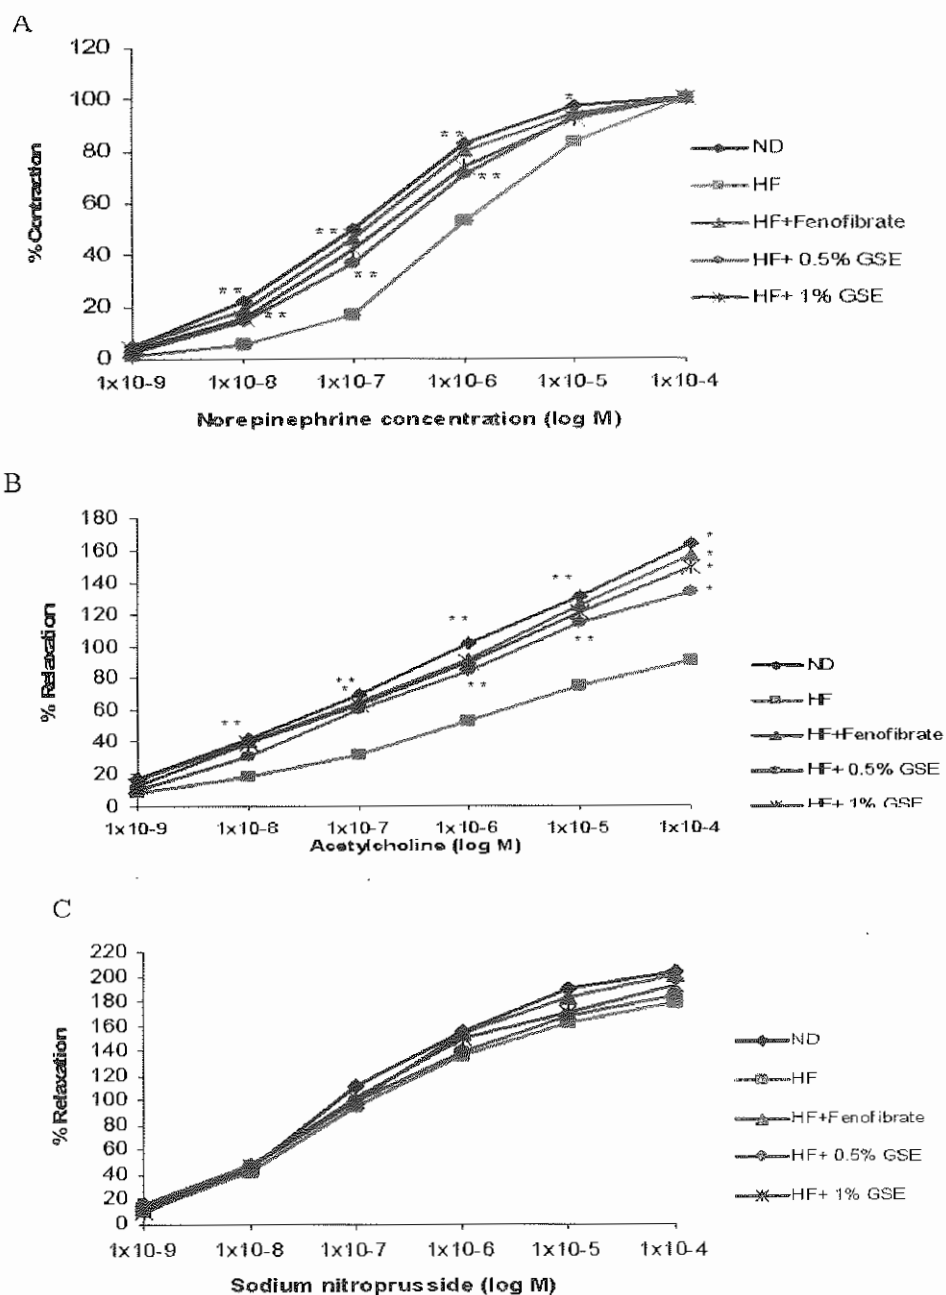 A
120
100
80
60
40
20
0
%Contraction
1x10-9 1x10-8 1x10-7 1x10-6 1x10-5 1x10-4
Norepinephrine concentration (log M)
** ** ** ** ** ** *
ND
HF
HF+Fenofibrate
HF+ 0.5% GSE
HF+ 1% GSE
B
180
160
140
120
100
80
60
40
20
0
% Relaxation
1x10-9 1x10-8 1x10-7 1x10-6 1x10-5 1x10-4
Acetylcholine (log M)
** ** * ** ** ** ** * * * *
ND
HF
HF+Fenofibrate
HF+ 0.5% GSE
HF+ 1% GSE
C
220
200
180
160
140
120
100
80
60
40
20
0
% Relaxation
1x10-9 1x10-8 1x10-7 1x10-6 1x10-5 1x10-4
Sodium nitroprusside (log M)
ND
HF
HF+Fenofibrate
HF+ 0.5% GSE
HF+ 1% GSE